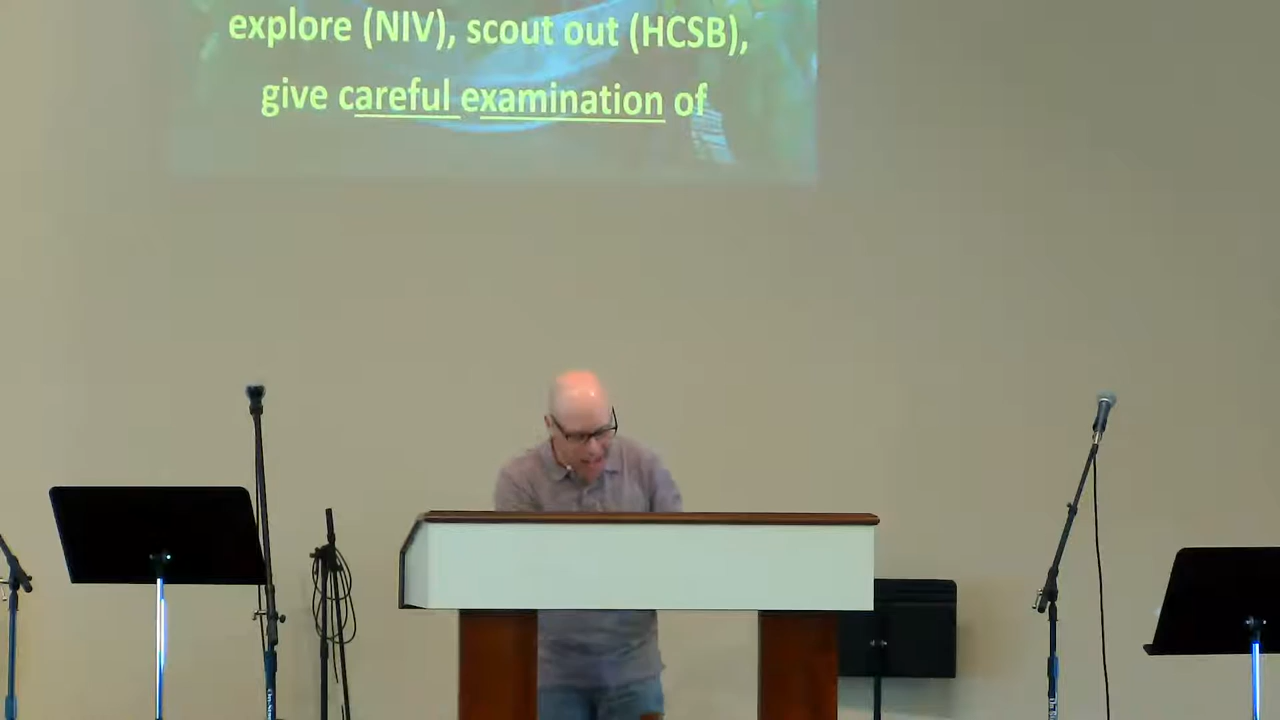 explore (NIV), scout out (HCSB),
give careful examination of